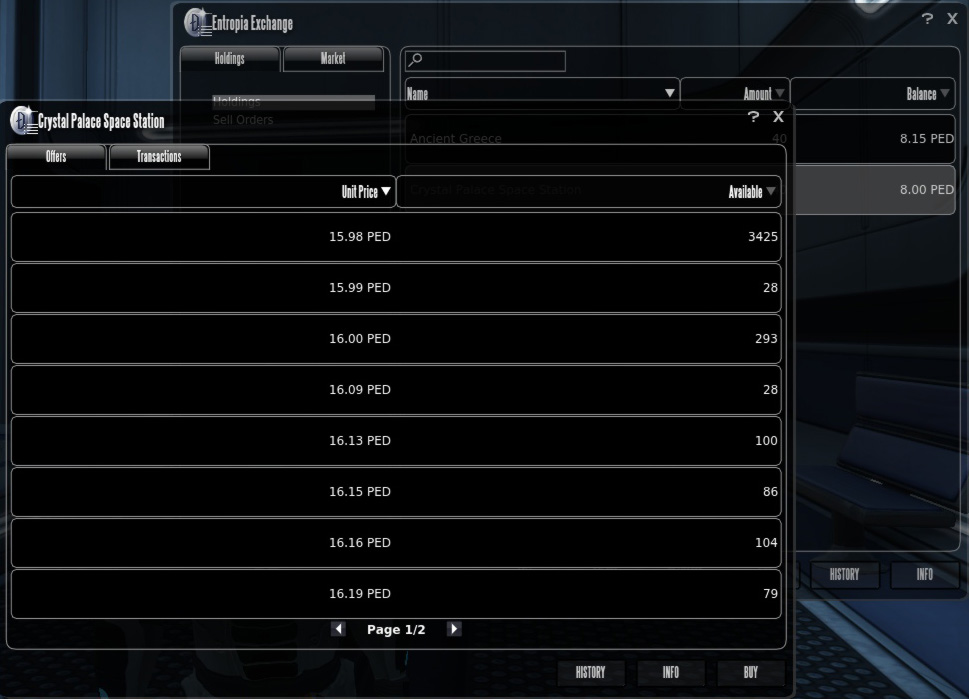 Entropia Exchange
? X
Holdings Market
Name Amount Balance
Holdings
Sell Orders
Ancient Greece 40 8.15 PED
Crystal Palace Space Station 8.00 PED
HISTORY INFO
Crystal Palace Space Station
? X
Offers Transactions
Unit Price Available
15.98 PED 3425
15.99 PED 28
16.00 PED 293
16.09 PED 28
16.13 PED 100
16.15 PED 86
16.16 PED 104
16.19 PED 79
Page 1/2
HISTORY INFO BUY